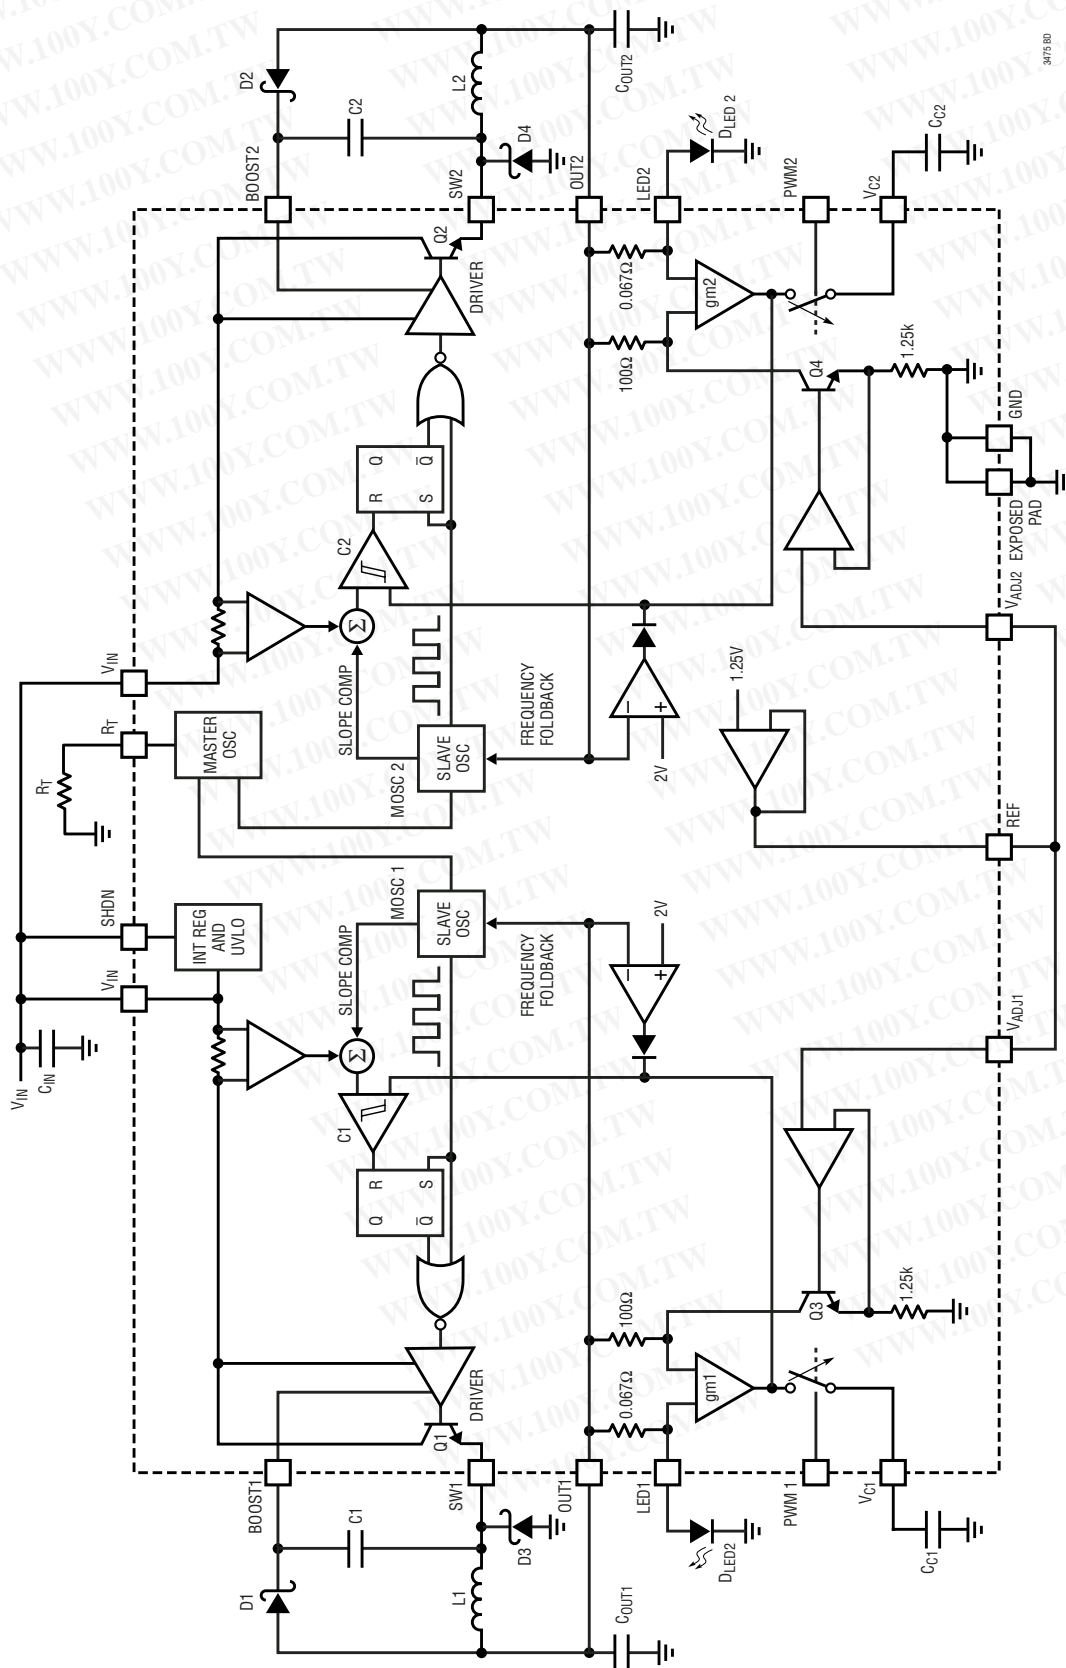 VIN
CIN
VIN
SHDN
RT
RT
VIN
INT REG
AND
UVLO
MASTER
OSC
D1
C1
BOOST1
L1
SW1
D3
Q1
DRIVER
Q
R
Q̅
S
C1
Σ
SLOPE COMP
MOSC 1
SLAVE
OSC
FREQUENCY
FOLDBACK
MOSC 2
SLAVE
OSC
FREQUENCY
FOLDBACK
SLOPE COMP
Σ
C2
R
Q
S
Q̅
DRIVER
Q2
BOOST2
D2
C2
SW2
L2
D4
COUT1
OUT1
LED1
DLED2
0.067Ω
100Ω
gm1
–
+
2V
–
+
2V
100Ω
0.067Ω
gm2
OUT2
COUT2
LED2
DLED 2
PWM 1
VC1
CC1
Q3
1.25k
1.25V
Q4
1.25k
PWM2
VC2
CC2
VADJ1
REF
VADJ2
EXPOSED
PAD
GND
3475 BD
WWW.100Y.COM.TW